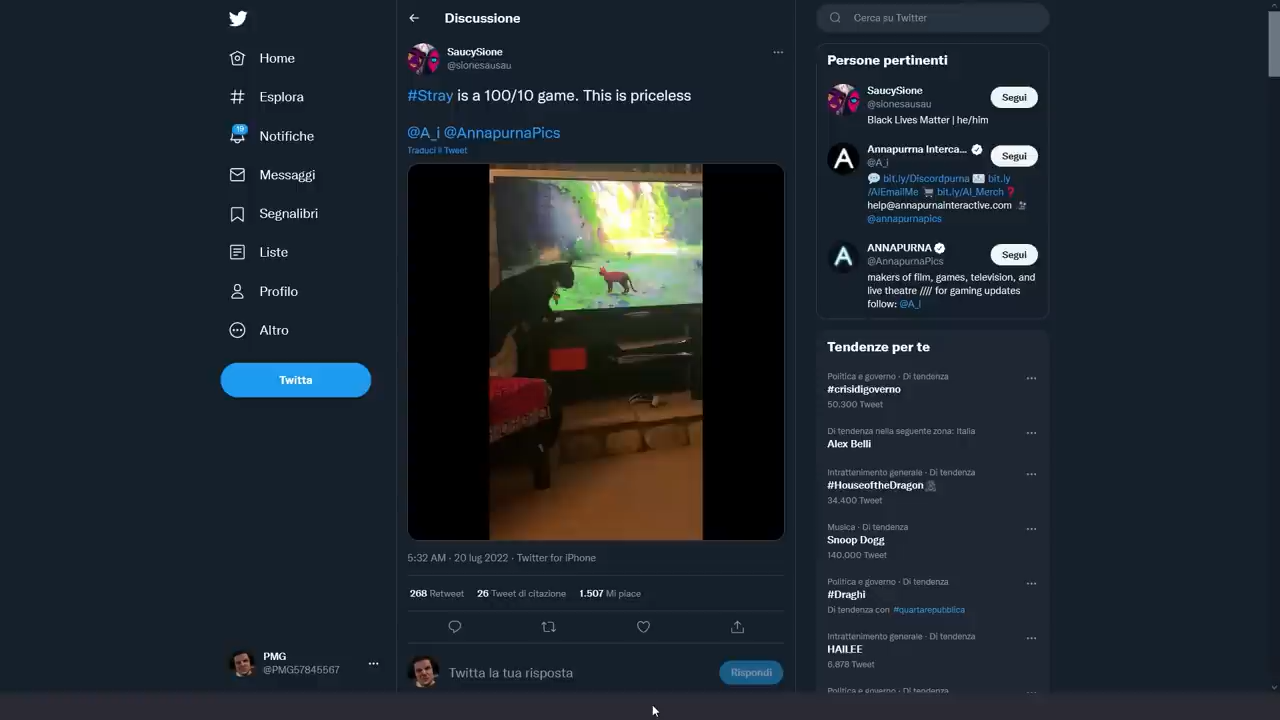 Home
Esplora
19
Notifiche
Messaggi
Segnalibri
Liste
Profilo
Altro
Twitta
PMG
@PMG57845567
Discussione
SaucySione
@sionesausau
#Stray is a 100/10 game. This is priceless
@A_i @AnnapurnaPics
Traduci il Tweet
5:32 AM · 20 lug 2022 · Twitter for iPhone
268 Retweet 26 Tweet di citazione 1.507 Mi piace
Twitta la tua risposta
Rispondi
Cerca su Twitter
Persone pertinenti
SaucySione
@sionesausau
Segui
Black Lives Matter | he/him
Annapurna Interca...
@A_i
Segui
bit.ly/Discordpurna bit.ly
/AIEmailMe bit.ly/AI_Merch
help@annapurnainteractive.com
@annapurnapics
ANNAPURNA
@AnnapurnaPics
Segui
makers of film, games, television, and
live theatre //// for gaming updates
follow: @A_i
Tendenze per te
Politica e governo · Di tendenza
#crisidigoverno
50.300 Tweet
Di tendenza nella seguente zona: Italia
Alex Belli
Intrattenimento generale · Di tendenza
#HouseoftheDragon
34.400 Tweet
Musica · Di tendenza
Snoop Dogg
140.000 Tweet
Politica e governo · Di tendenza
#Draghi
Di tendenza con #quartarepubblica
Intrattenimento generale · Di tendenza
HAILEE
6.878 Tweet
Politica e governo · Di tendenza